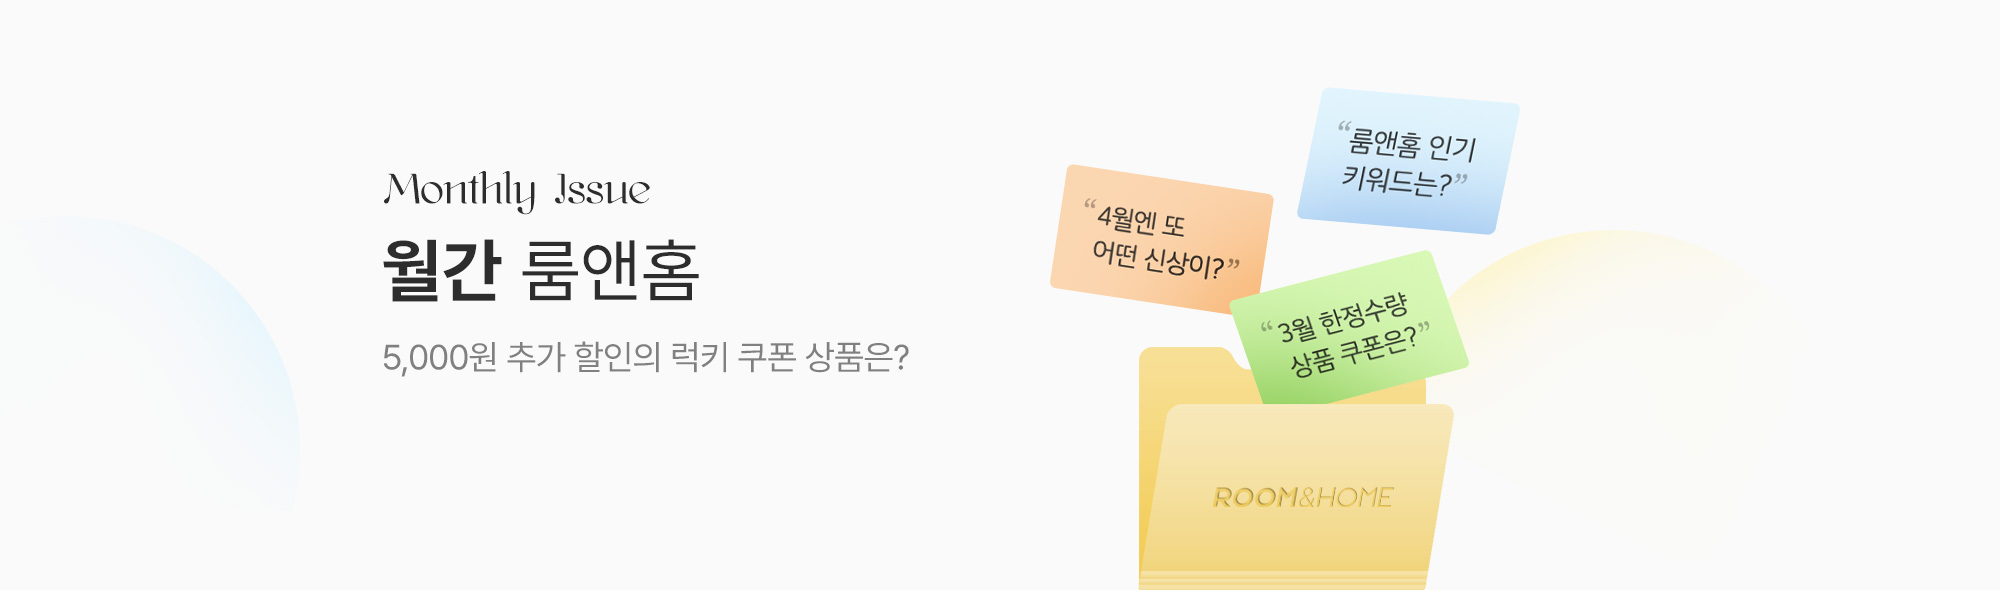 Monthly Issue
월간 룸앤홈
5,000원 추가 할인의 럭키 쿠폰 상품은?
“룸앤홈 인기
키워드는?”
“4월엔 또
어떤 신상이?”
“3월 한정수량
상품 쿠폰은?”
ROOM&HOME